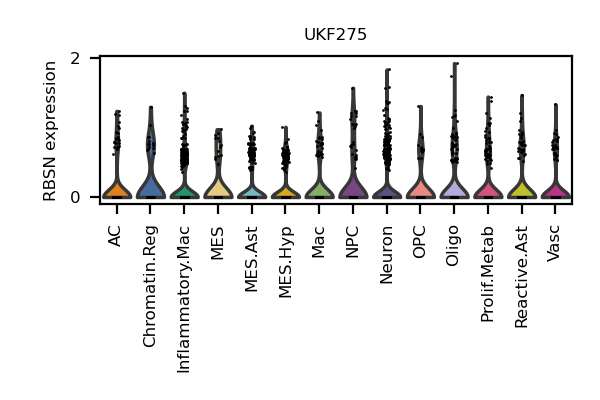 UKF275
RBSN expression
2
0
AC
Chromatin.Reg
Inflammatory.Mac
MES
MES.Ast
MES.Hyp
Mac
NPC
Neuron
OPC
Oligo
Prolif.Metab
Reactive.Ast
Vasc